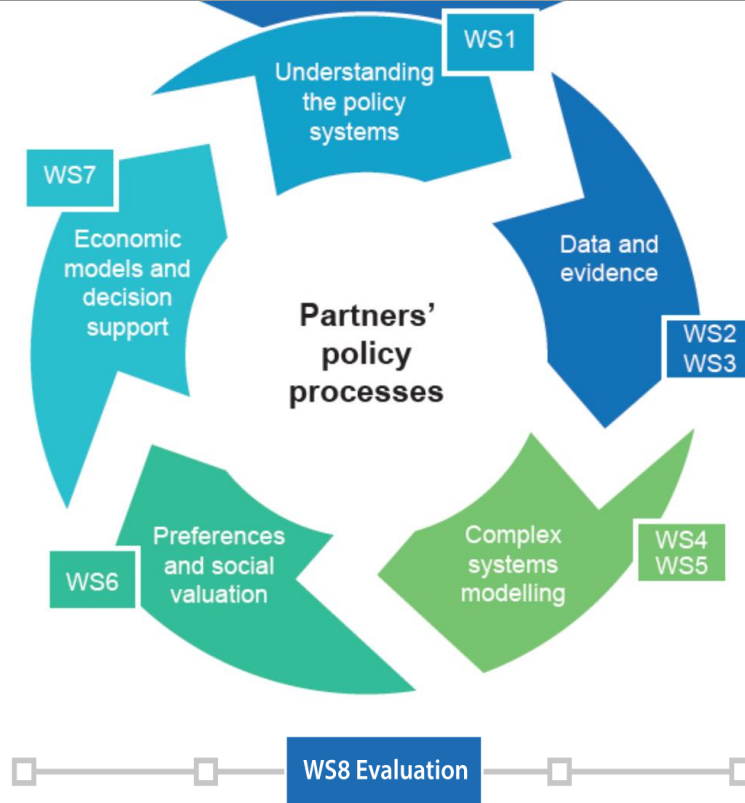 WS1
Understanding
the policy
systems
Data and
evidence
WS2
WS3
Complex
systems
modelling
WS4
WS5
Preferences
and social
valuation
WS6
Economic
models and
decision
support
WS7
Partners'
policy
processes
WS8 Evaluation